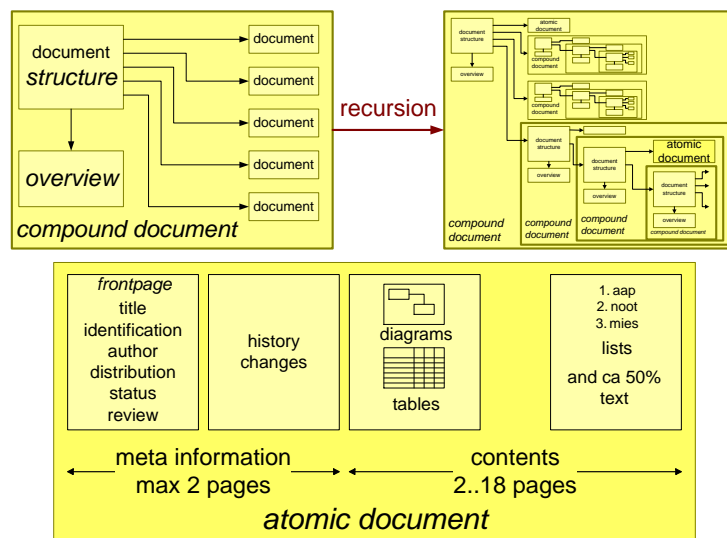 document
structure
overview
document
document
document
document
document
compound document
recursion
document
structure
overview
atomic
document
compound
document
compound
document
document
structure
overview
document
structure
overview
atomic
document
document
structure
overview
compound document
compound
document
compound
document
compound
document
frontpage
title
identification
author
distribution
status
review
history
changes
diagrams
tables
1. aap
2. noot
3. mies
lists
and ca 50%
text
meta information
max 2 pages
contents
2..18 pages
atomic document